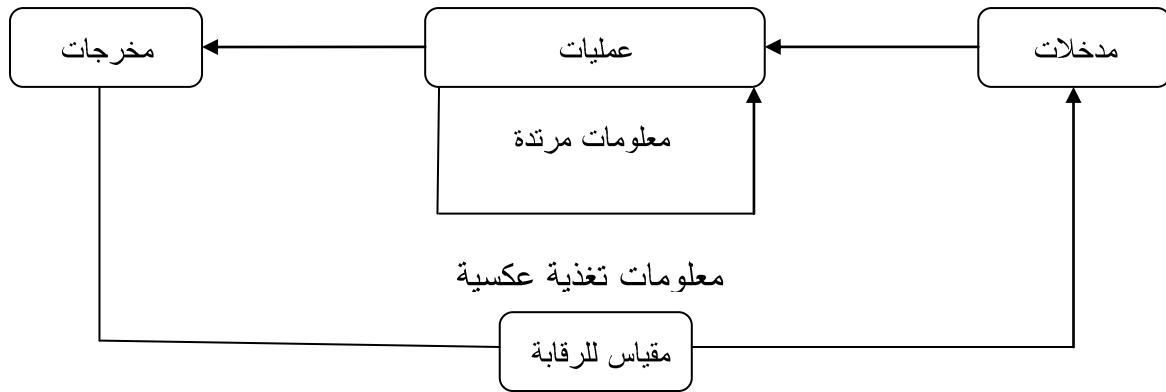 مدخلات
عمليات
مخرجات
معلومات مرتدة
معلومات تغذية عكسية
مقياس للرقابة